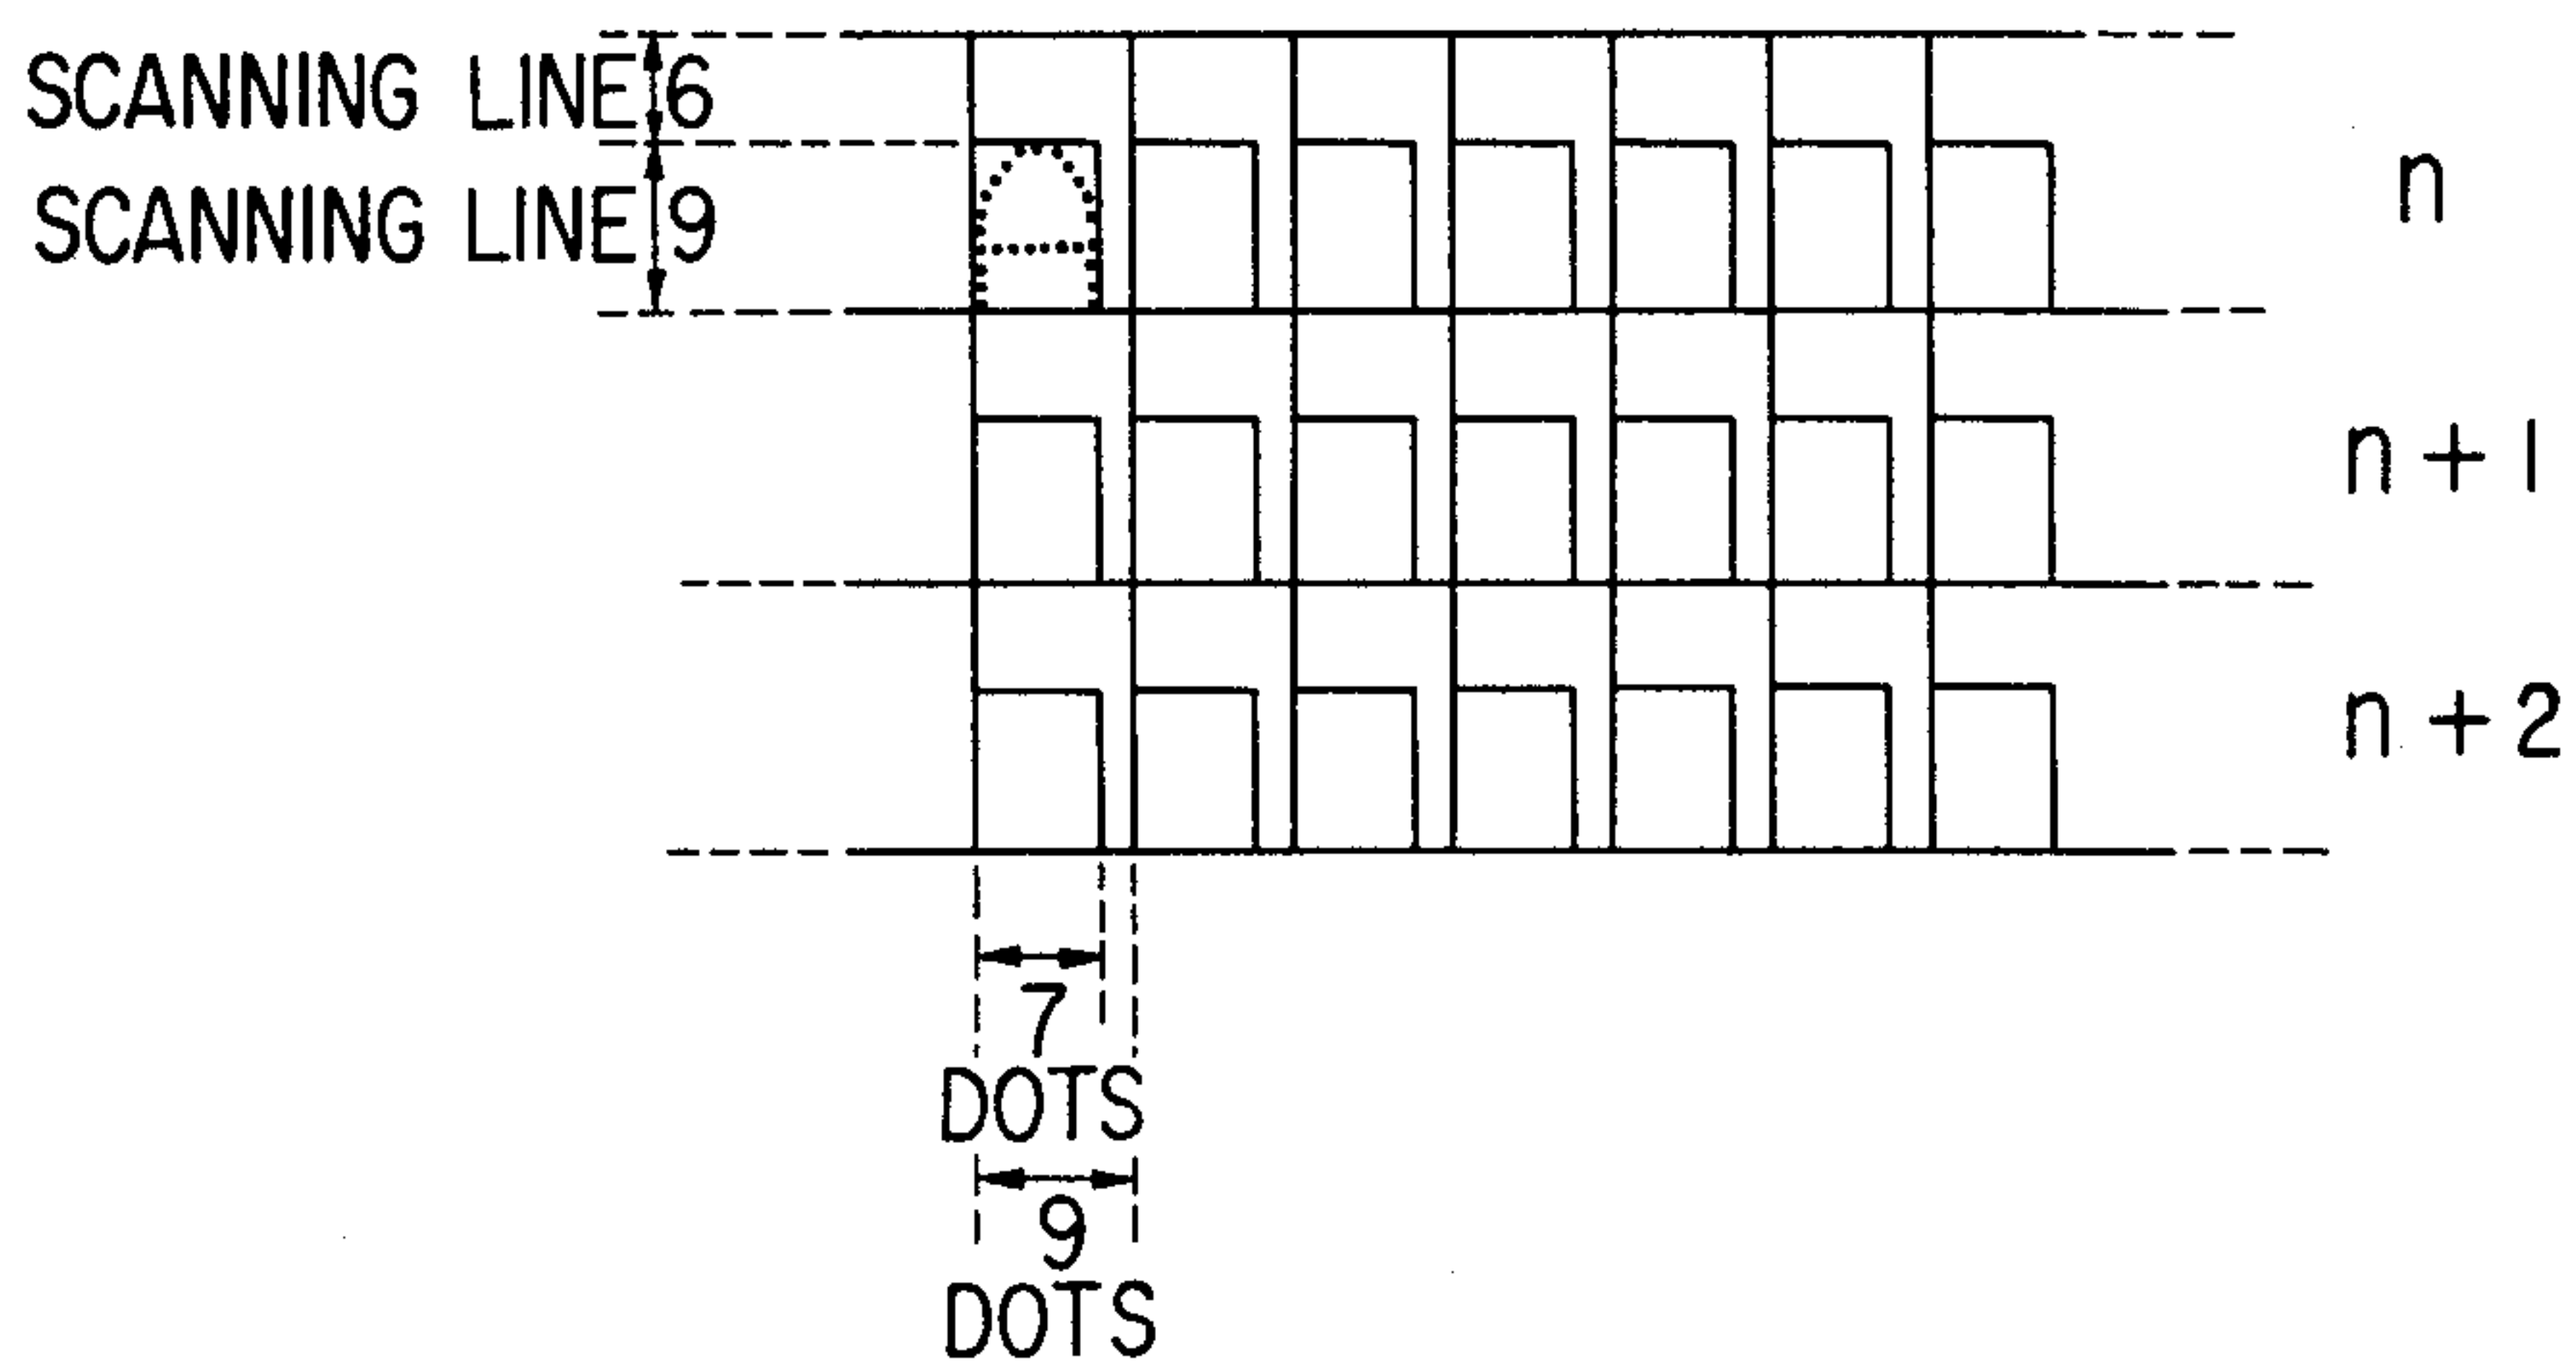 SCANNING LINE 6
SCANNING LINE 9
n
n + 1
n + 2
7
DOTS
9
DOTS